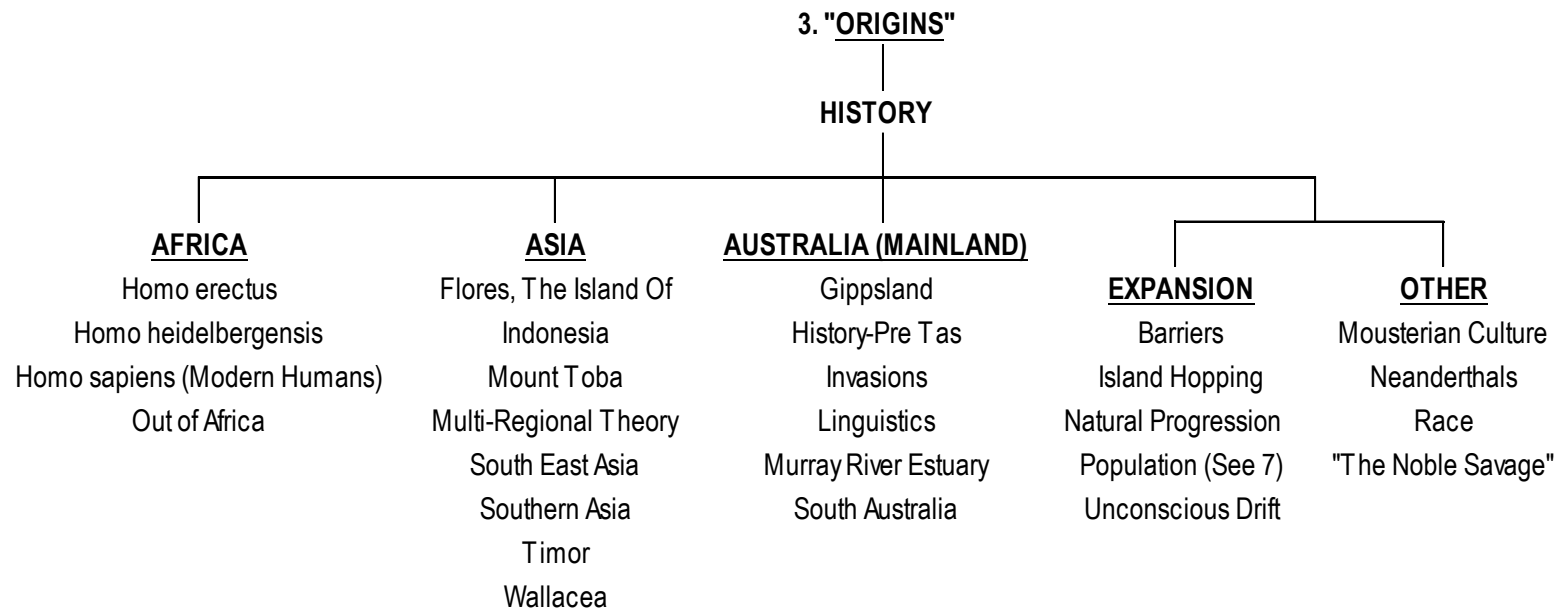 3. "ORIGINS"
HISTORY
AFRICA
Homo erectus
Homo heidelbergensis
Homo sapiens (Modern Humans)
Out of Africa
ASIA
Flores, The Island Of
Indonesia
Mount Toba
Multi-Regional Theory
South East Asia
Southern Asia
Timor
Wallacea
AUSTRALIA (MAINLAND)
Gippsland
History-Pre Tas
Invasions
Linguistics
Murray River Estuary
South Australia
EXPANSION
Barriers
Island Hopping
Natural Progression
Population (See 7)
Unconscious Drift
OTHER
Mousterian Culture
Neanderthals
Race
"The Noble Savage"